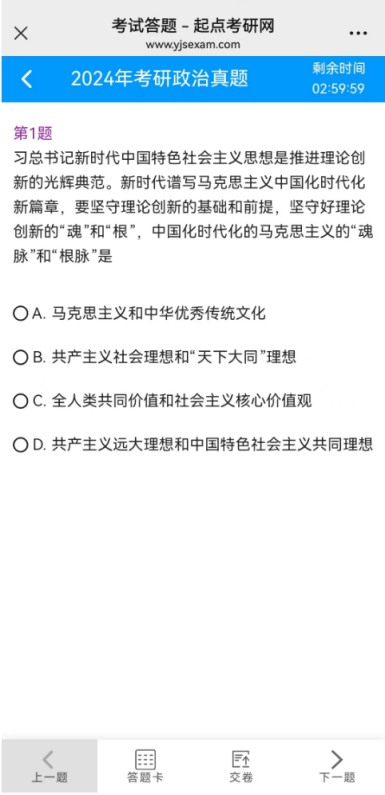 考试答题 - 起点考研网
www.yjsexam.com
2024年考研政治真题
剩余时间
02:59:59
第1题
习总书记新时代中国特色社会主义思想是推进理论创
新的光辉典范。新时代谱写马克思主义中国化时代化
新篇章，要坚守理论创新的基础和前提，坚守好理论
创新的“魂”和“根”，中国化时代化的马克思主义的“魂
脉”和“根脉”是
A. 马克思主义和中华优秀传统文化
B. 共产主义社会理想和“天下大同”理想
C. 全人类共同价值和社会主义核心价值观
D. 共产主义远大理想和中国特色社会主义共同理想
上一题
答题卡
交卷
下一题